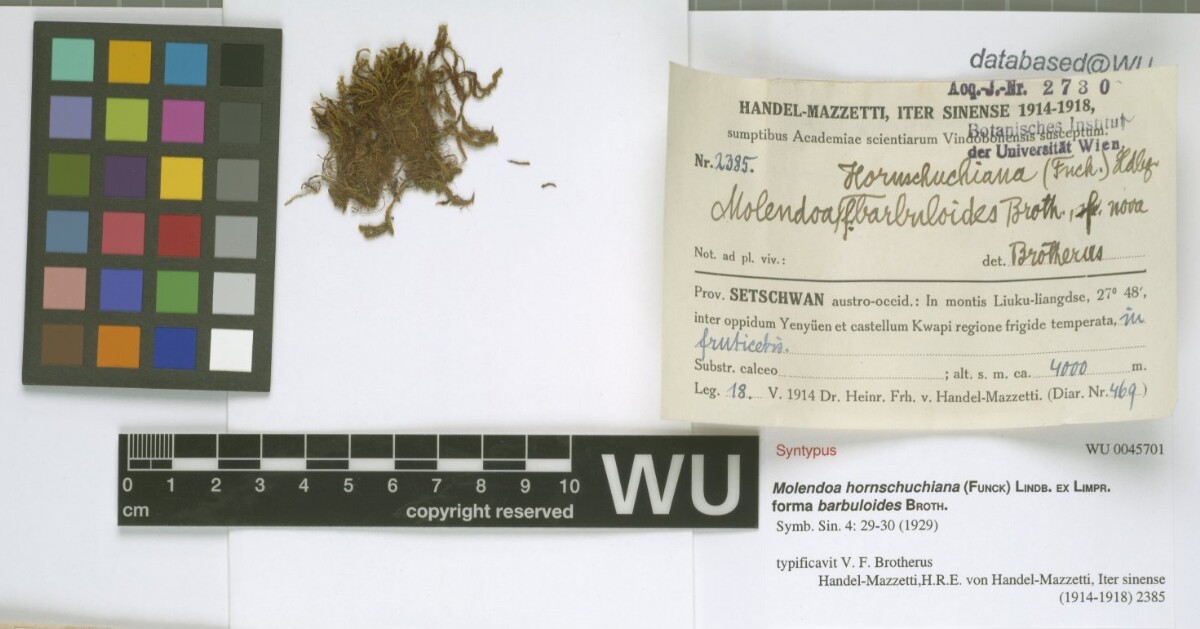 databased@WU
Acq.-J.-Nr. 2730
HANDEL-MAZZETTI, ITER SINENSE 1914-1918,
Botanisches Institut
sumptibus Academiae scientiarum Vindobonensis susceptum.
der Universität Wien.
Nr. 2385.
Hornschuchiana (Funck.)
Molendoa f. barbuloides Broth., sp. nova
Not. ad pl. viv.:
det. Brotherus
Prov. SETSCHWAN austro-occid.: In montis Liuku-liangdse, 27° 48',
inter oppidum Yenyüen et castellum Kwapi regione frigide temperata, in
fruticetis.
Substr. calceo ; alt. s. m. ca. 4000 m.
Leg. 18. V. 1914 Dr. Heinr. Frh. v. Handel-Mazzetti. (Diar. Nr. 469)
Syntypus
WU 0045701
Molendoa hornschuchiana (FUNCK) LINDB. EX LIMPR.
forma barbuloides BROTH.
Symb. Sin. 4: 29-30 (1929)
typificavit V. F. Brotherus
Handel-Mazzetti,H.R.E. von Handel-Mazzetti, Iter sinense
(1914-1918) 2385
0 1 2 3 4 5 6 7 8 9 10
cm
copyright reserved
WU